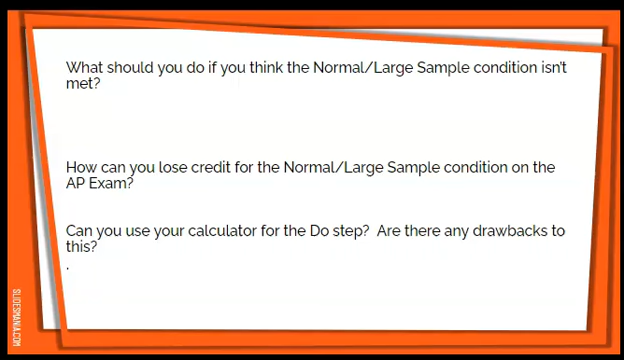 What should you do if you think the Normal/Large Sample condition isn't
met?
How can you lose credit for the Normal/Large Sample condition on the
AP Exam?
Can you use your calculator for the Do step?  Are there any drawbacks to
this?
.
SLIDESMANIA.COM